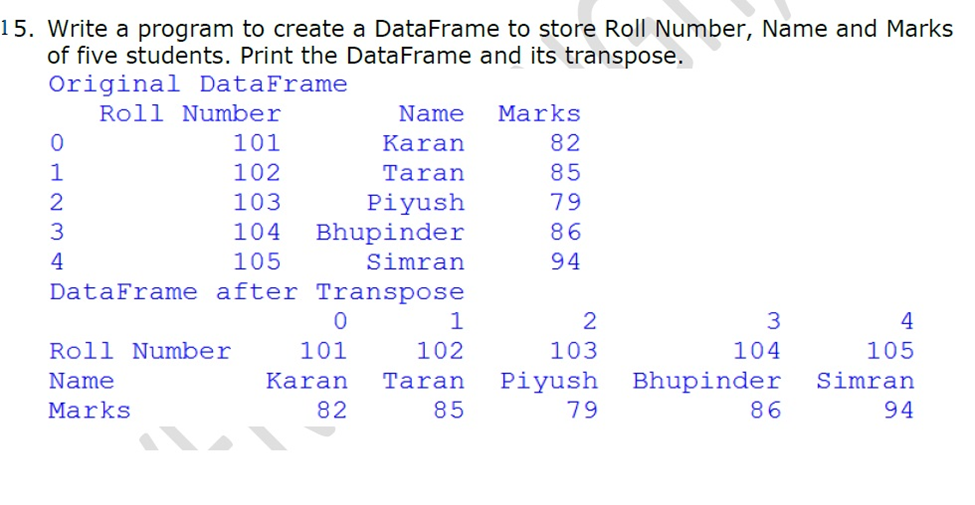 15. Write a program to create a DataFrame to store Roll Number, Name and Marks
of five students. Print the DataFrame and its transpose.
Original DataFrame
Roll Number Name Marks
0 101 Karan 82
1 102 Taran 85
2 103 Piyush 79
3 104 Bhupinder 86
4 105 Simran 94
DataFrame after Transpose
0 1 2 3 4
Roll Number 101 102 103 104 105
Name Karan Taran Piyush Bhupinder Simran
Marks 82 85 79 86 94